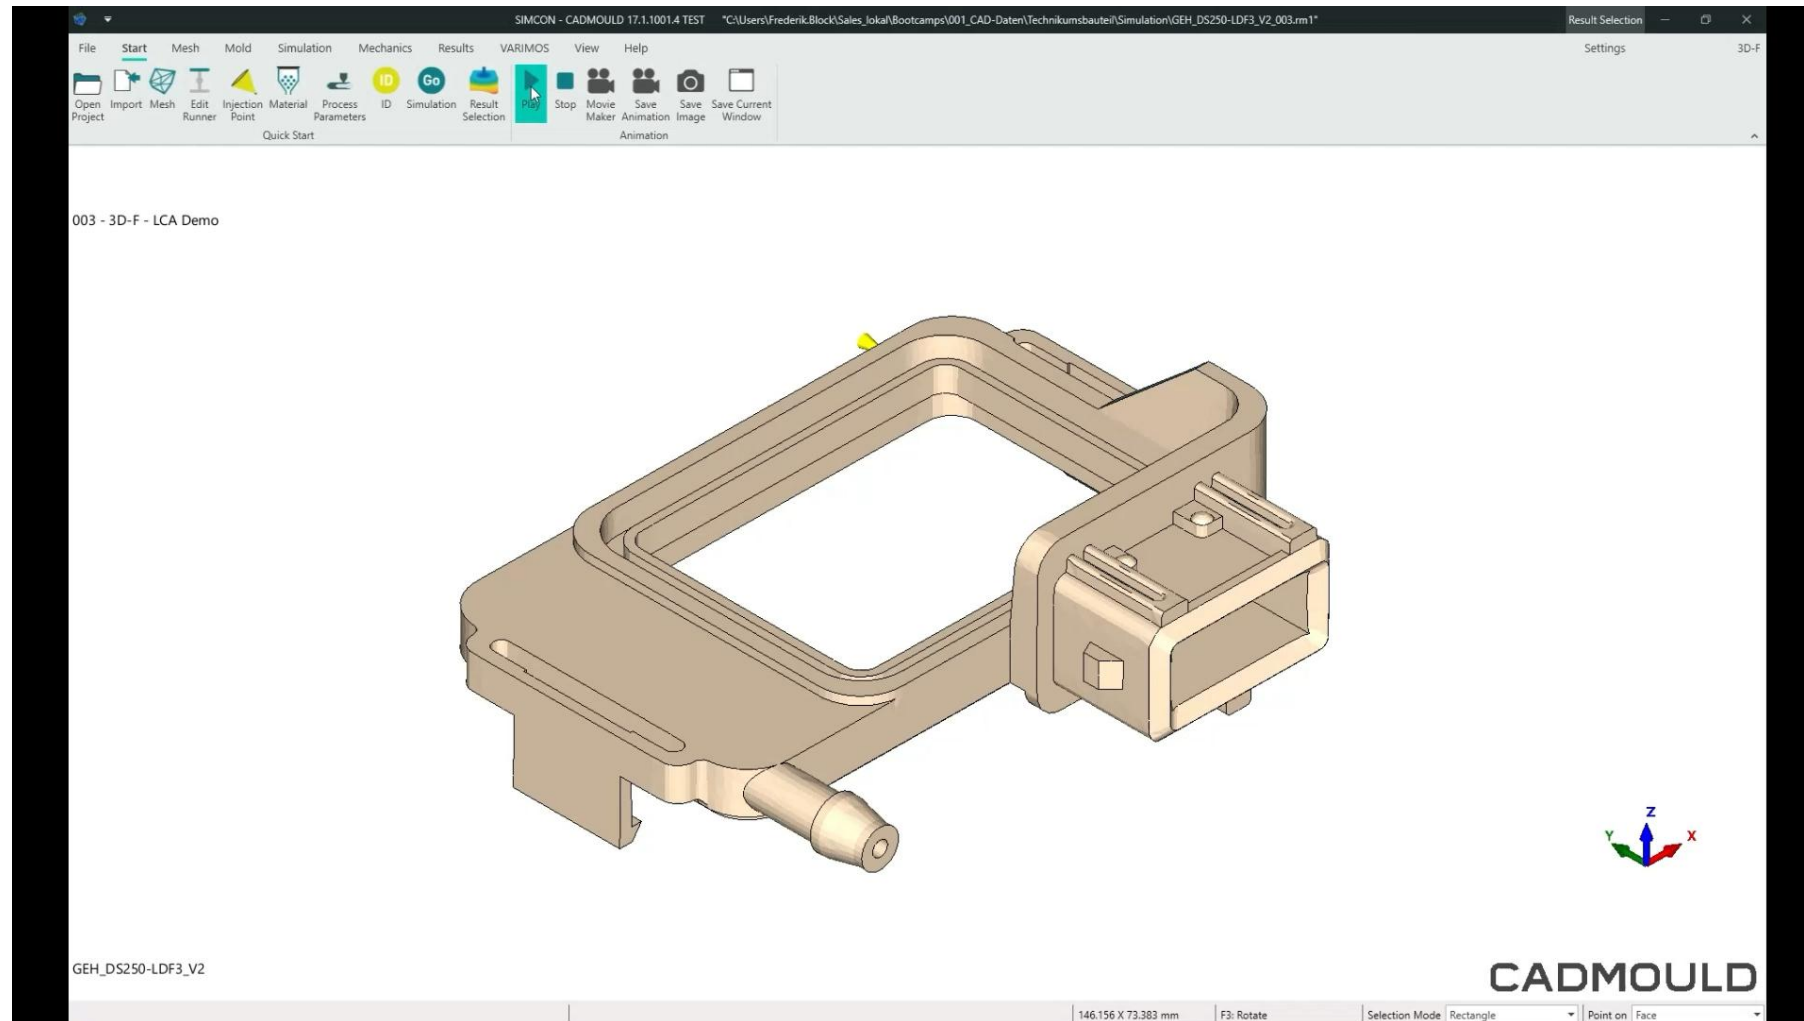 SIMCON - CADMOULD 17.1.1001.4 TEST "C:\Users\Frederik.Block\Sales_lokal\Bootcamps\001_CAD-Daten\Technikumsbauteil\Simulation\GEH_DS250-LDF3_V2_003.rm1" Result Selection
File Start Mesh Mold Simulation Mechanics Results VARIMOS View Help Settings 3D-F
ID Go
Open Project Import Mesh Edit Runner Injection Point Material Process Parameters ID Simulation Result Selection Play Stop Movie Maker Save Animation Save Image Save Current Window
Quick Start Animation
003 - 3D-F - LCA Demo
Z
Y X
GEH_DS250-LDF3_V2
CADMOULD
146.156 X 73.383 mm F3: Rotate Selection Mode Rectangle Point on Face